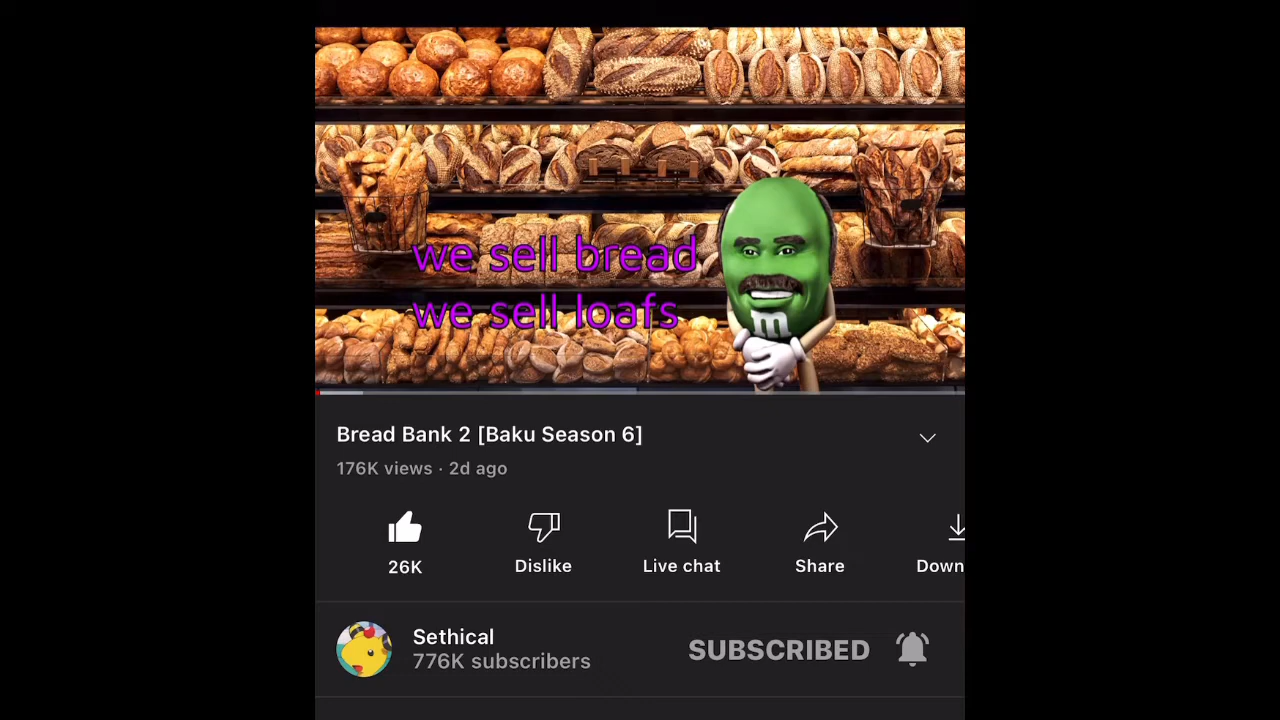 we sell bread
we sell loafs
m
Bread Bank 2 [Baku Season 6]
176K views · 2d ago
26K
Dislike
Live chat
Share
Down
Sethical
776K subscribers
SUBSCRIBED